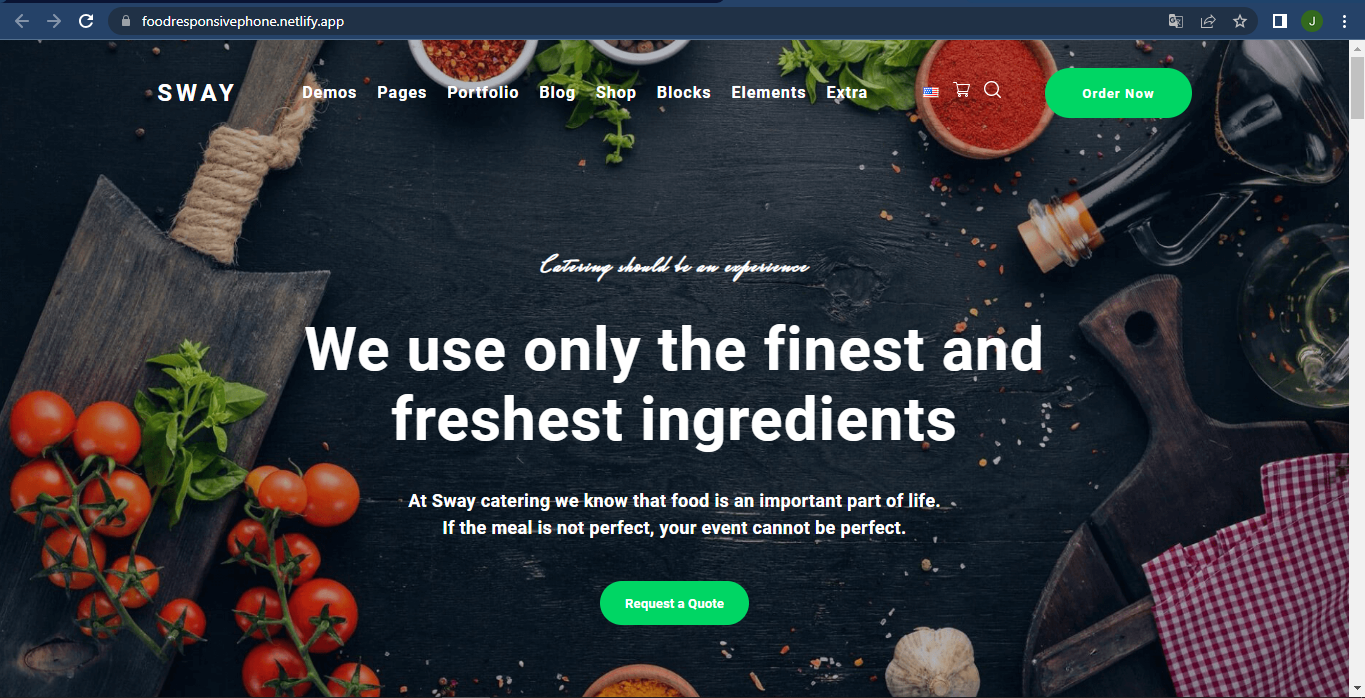 foodresponsivephone.netlify.app
J
SWAY
Demos Pages Portfolio Blog Shop Blocks Elements Extra
Order Now
Catering should be an experience
We use only the finest and
freshest ingredients
At Sway catering we know that food is an important part of life.
If the meal is not perfect, your event cannot be perfect.
Request a Quote